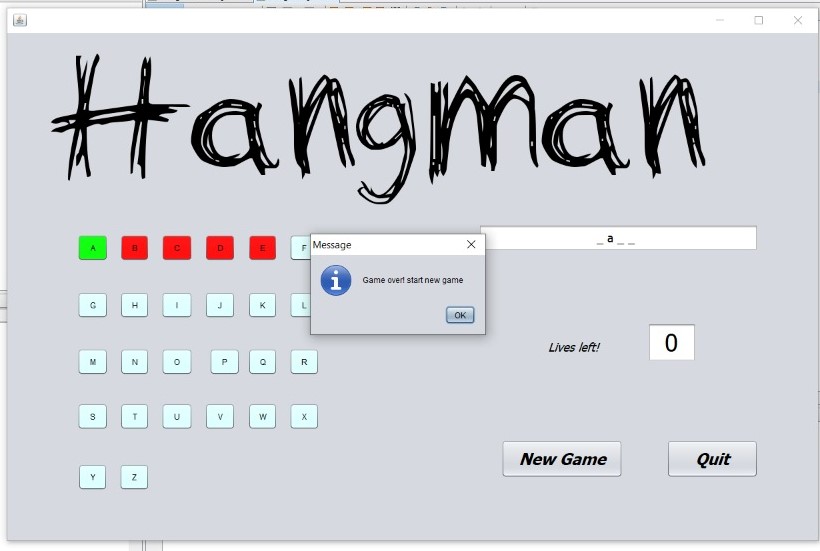 Hangman
A B C D E F
Message
Game over! start new game
OK
_ a _ _
G H I J K L
Lives left!
0
M N O P Q R
S T U V W X
New Game
Quit
Y Z